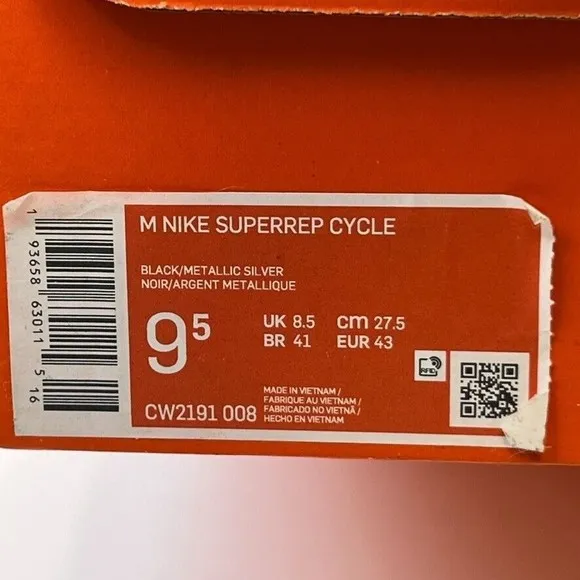 M NIKE SUPERREP CYCLE
BLACK/METALLIC SILVER
NOIR/ARGENT METALLIQUE
9⁵
UK 8.5 cm 27.5
BR 41 EUR 43
RFID
CW2191 008
MADE IN VIETNAM /
FABRIQUE AU VIETNAM /
FABRICADO NO VIETNÃ /
HECHO EN VIETNAM
1 93658 63011 5 16